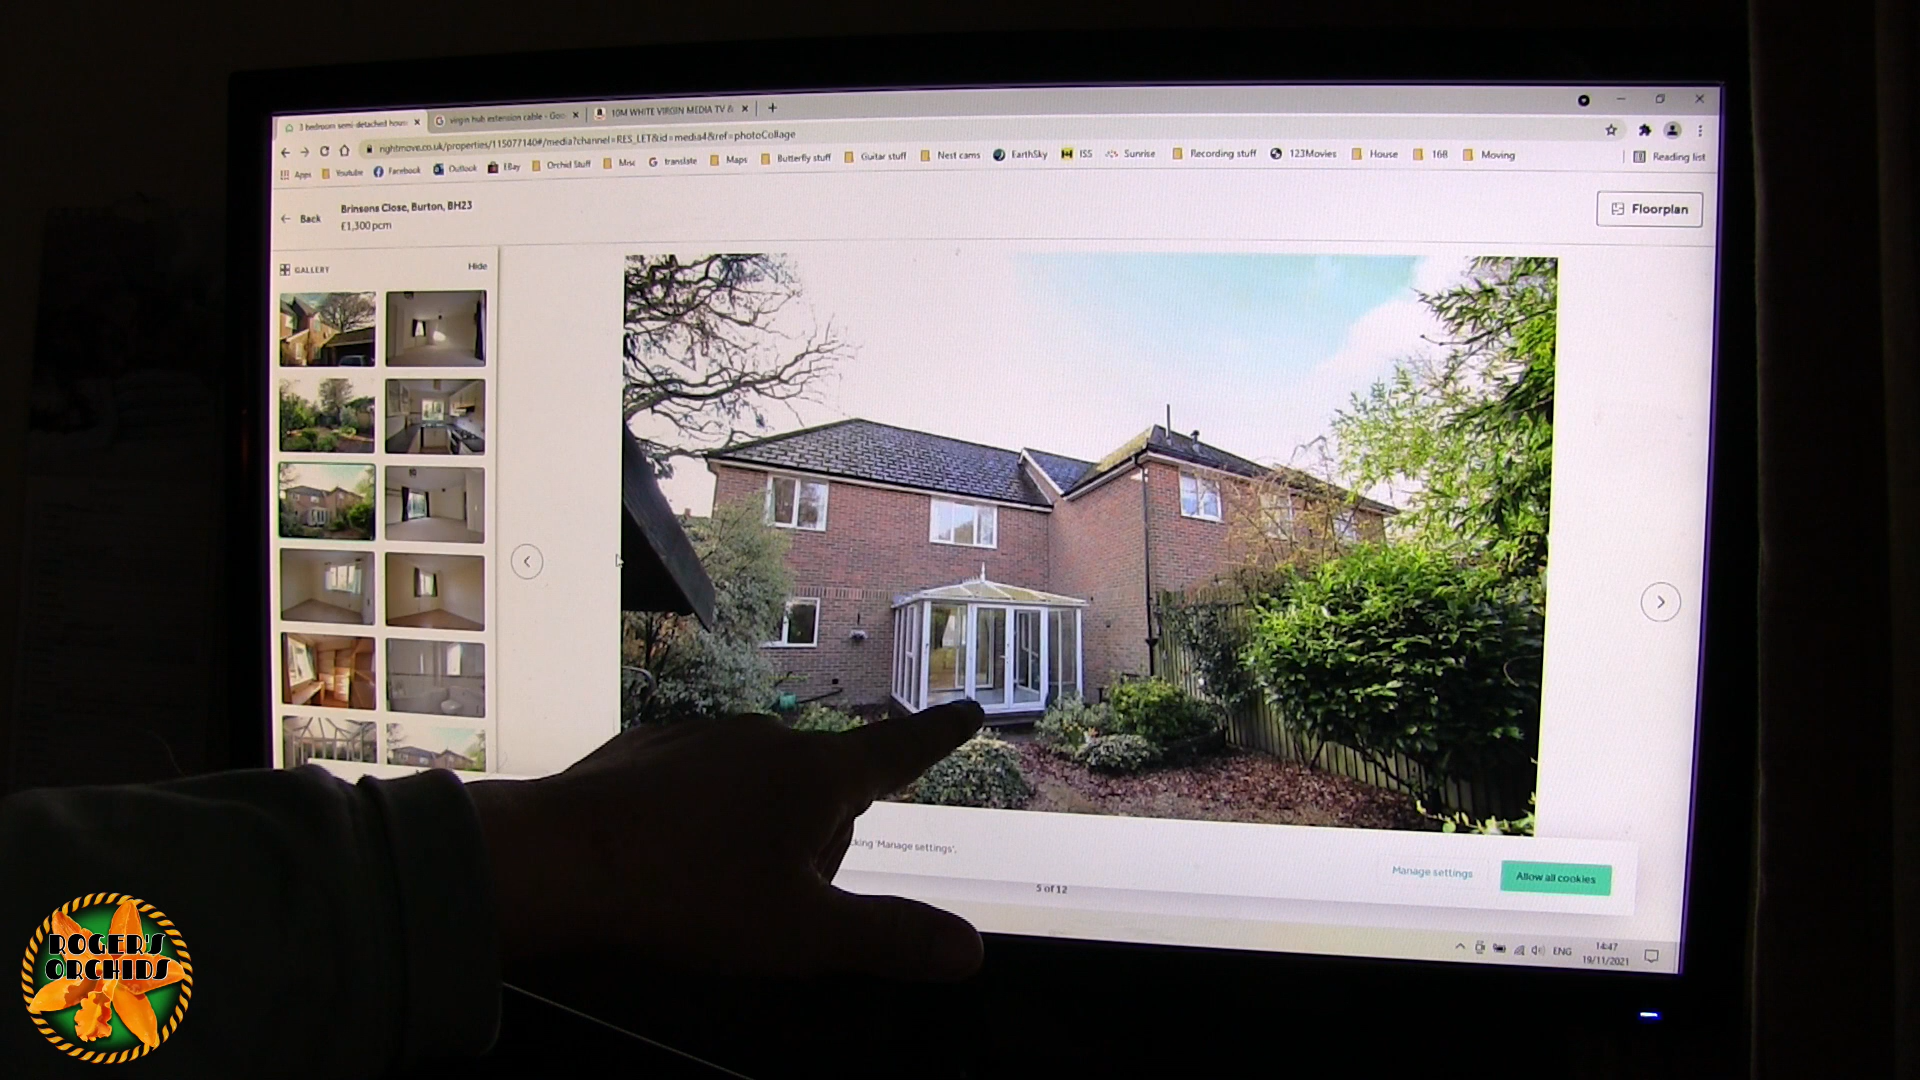 3 bedroom semi-detached hous
virgin hub extension cable - Goo
10M WHITE VIRGIN MEDIA TV &
rightmove.co.uk/properties/115077140#/media?channel=RES_LET&id=media4&ref=photoCollage
Apps Youtube Facebook Outlook EBay Orchid Stuff Misc translate Maps Butterfly stuff Guitar stuff Nest cams EarthSky ISS Sunrise Recording stuff 123Movies House 16B Moving Reading list
Back
Brinsons Close, Burton, BH23
£1,300 pcm
Floorplan
GALLERY
Hide
king 'Manage settings'.
Manage settings
Allow all cookies
5 of 12
ENG
14:47
19/11/2021
ROGER'S
ORCHIDS